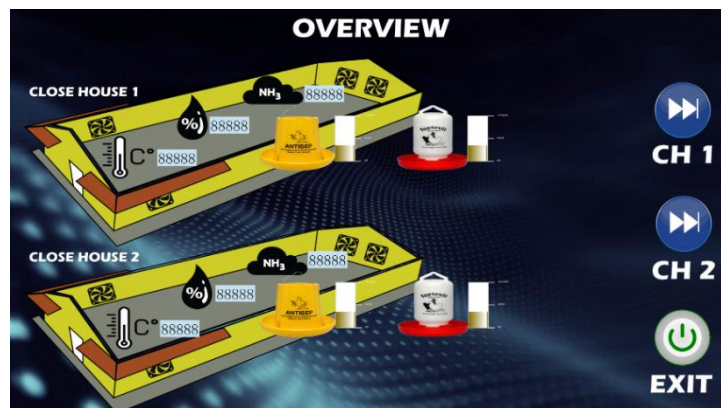 OVERVIEW
CLOSE HOUSE 1
NH3
88888
%
88888
C°
88888
ANTISEP
CH 1
CLOSE HOUSE 2
NH3
88888
%
88888
C°
88888
ANTISEP
CH 2
EXIT